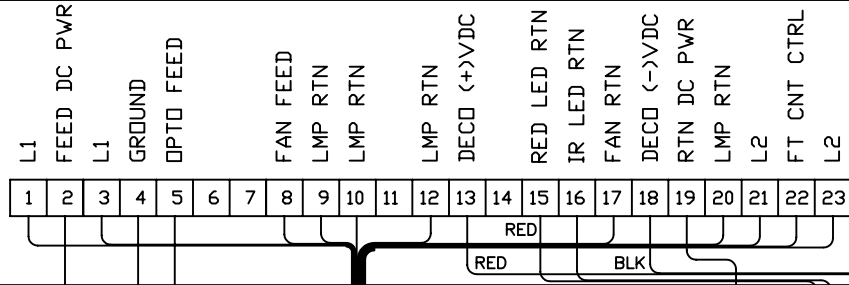 L1
FEED DC PWR
L1
GROUND
OPTO FEED
FAN FEED
LMP RTN
LMP RTN
LMP RTN
DECO (+)VDC
RED LED RTN
IR LED RTN
FAN RTN
DECO (-)VDC
RTN DC PWR
LMP RTN
L2
FT CNT CTRL
L2
1 2 3 4 5 6 7 8 9 10 11 12 13 14 15 16 17 18 19 20 21 22 23
RED
RED BLK